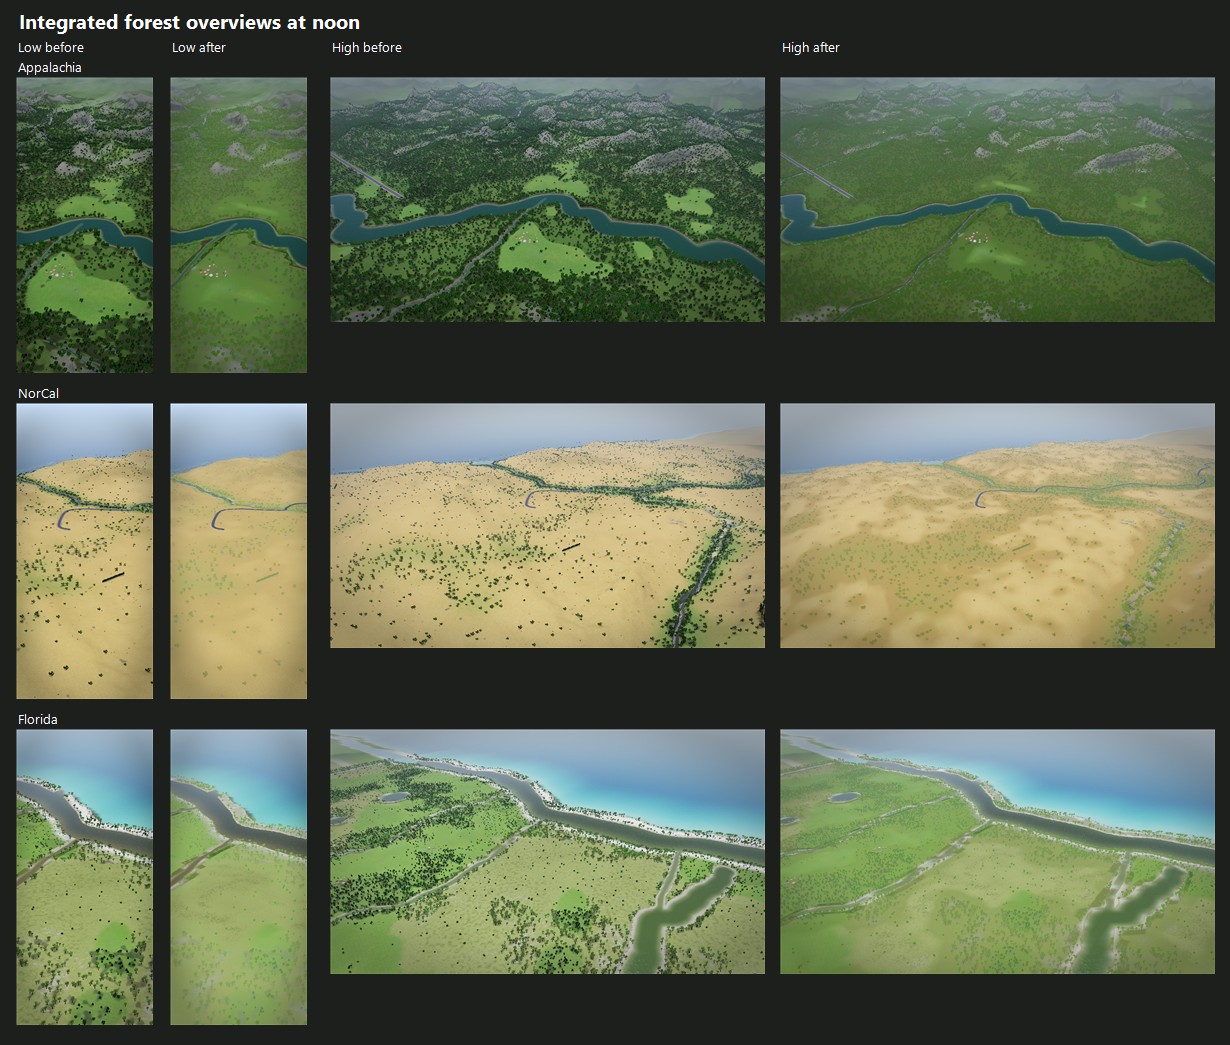 Integrated forest overviews at noon
Low before Low after High before High after
Appalachia
NorCal
Florida